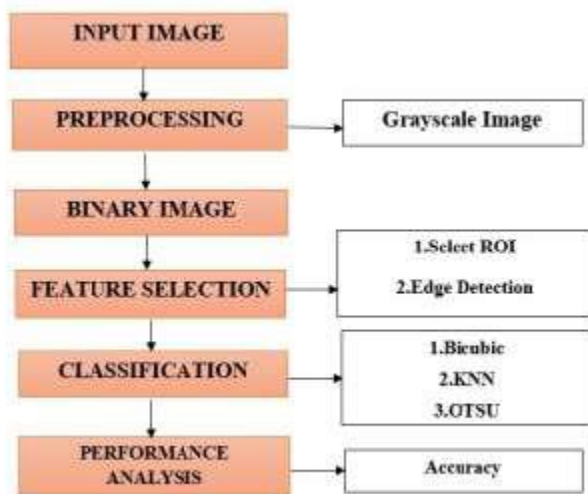 INPUT IMAGE
PREPROCESSING
Grayscale Image
BINARY IMAGE
FEATURE SELECTION
1.Select ROI
2.Edge Detection
CLASSIFICATION
1.Bicubic
2.KNN
3.OTSU
PERFORMANCE
ANALYSIS
Accuracy